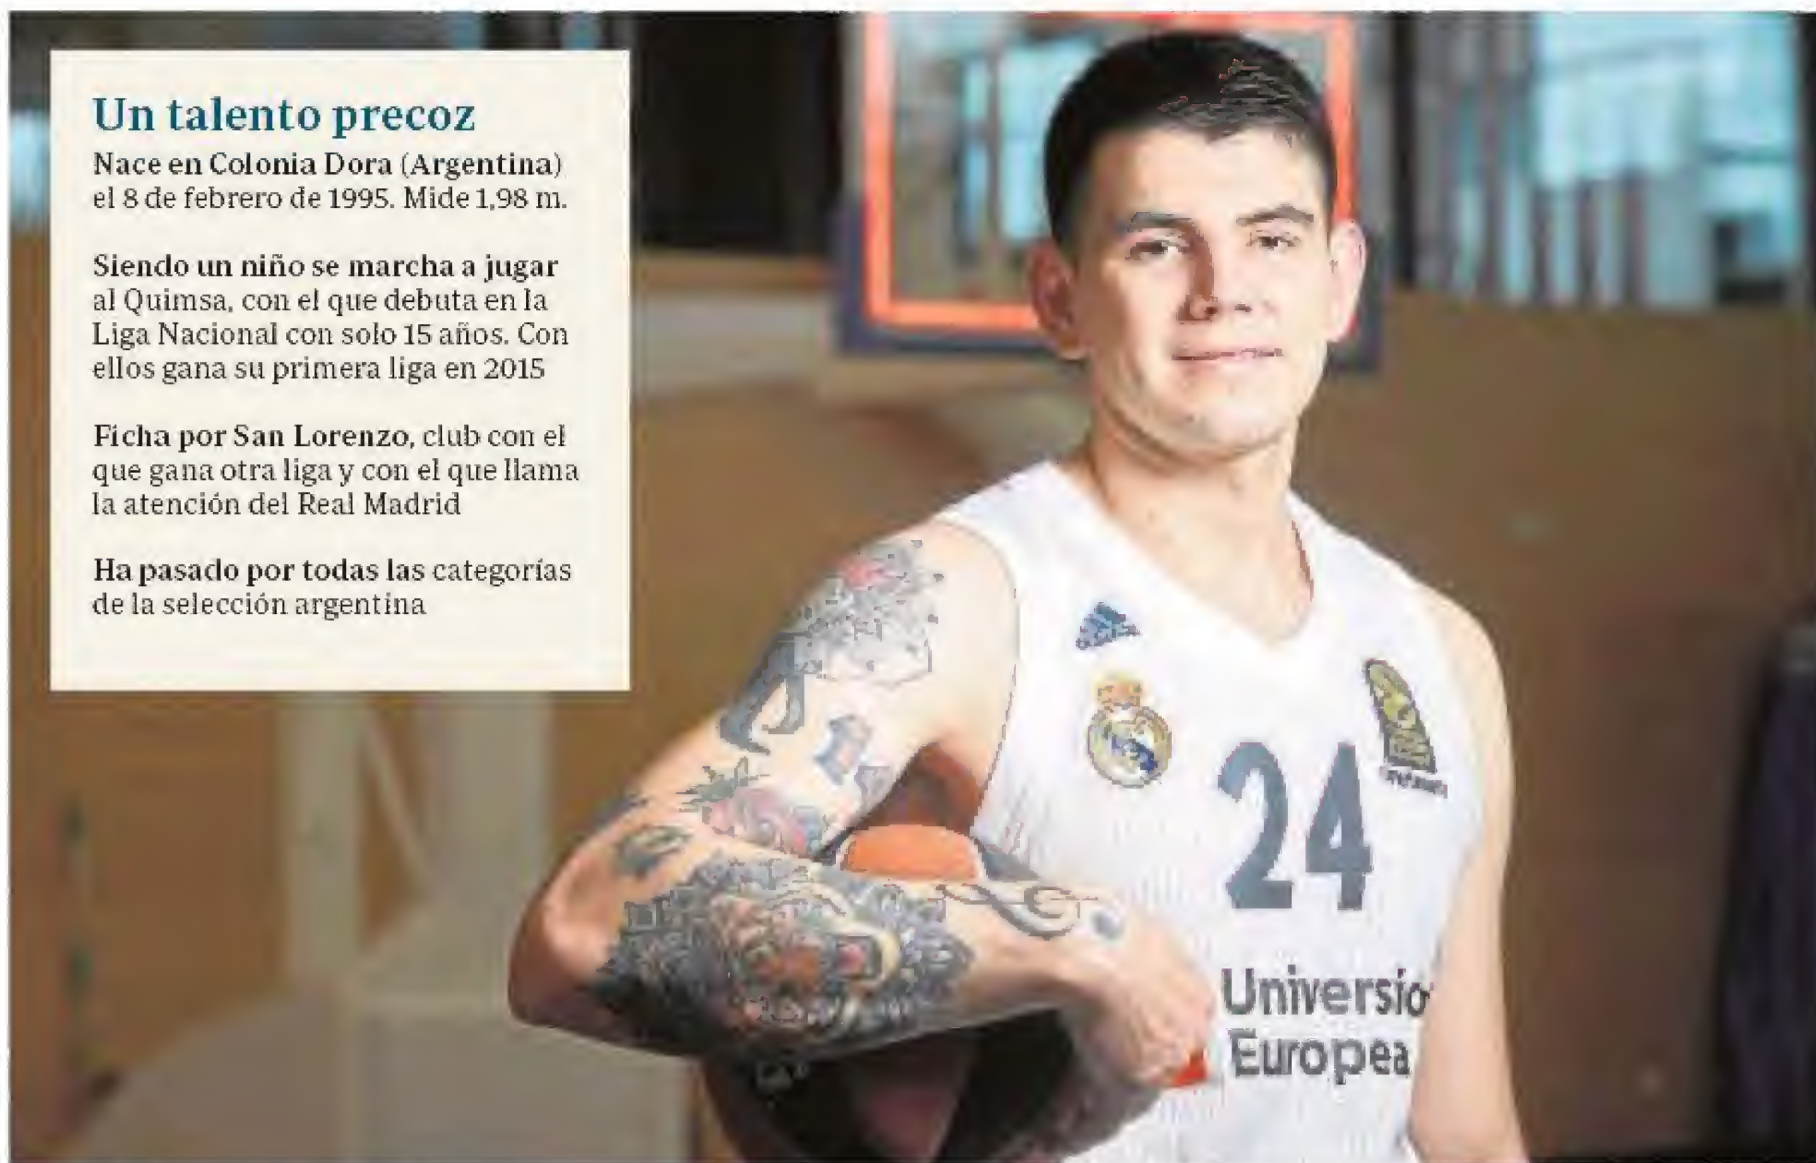 Un talento precoz
Nace en Colonia Dora (Argentina)
el 8 de febrero de 1995. Mide 1,98 m.
Siendo un niño se marcha a jugar
al Quimsa, con el que debuta en la
Liga Nacional con solo 15 años. Con
ellos gana su primera liga en 2015
Ficha por San Lorenzo, club con el
que gana otra liga y con el que llama
la atención del Real Madrid
Ha pasado por todas las categorías
de la selección argentina
24
Europea